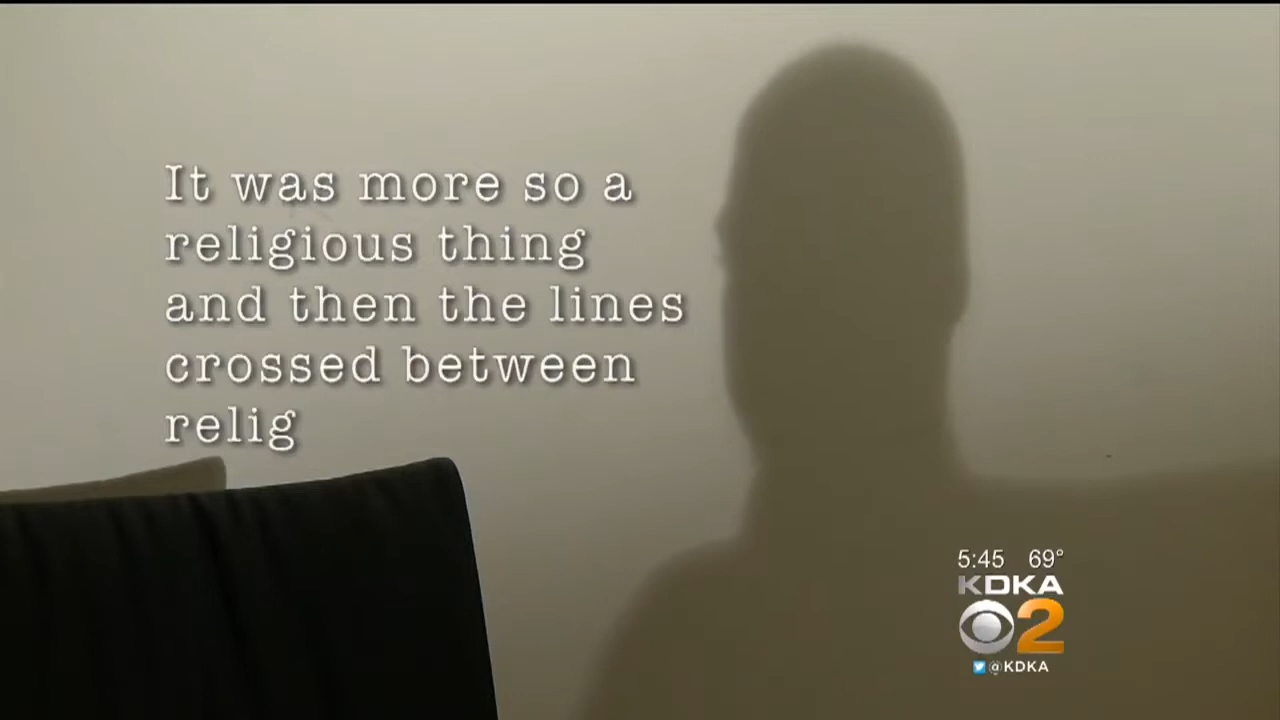 It was more so a
religious thing
and then the lines
crossed between
relig
5:45 69°
KDKA
2
@KDKA